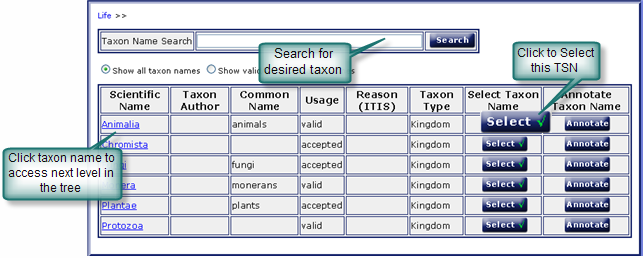 Life >>
Taxon Name Search
Search
Search for
desired taxon
Click to Select
this TSN
Show all taxon names Show vali s
Scientific Name Taxon Author Common Name Usage Reason (ITIS) Taxon Type Select Taxon Name Annotate Taxon Name
Animalia animals valid Kingdom Select √ Annotate
Chromista accepted Kingdom Select √ Annotate
i fungi accepted Kingdom Select √ Annotate
era monerans valid Kingdom Select √ Annotate
Plantae plants accepted Kingdom Select √ Annotate
Protozoa valid Kingdom Select √ Annotate
Click taxon name to
access next level in
the tree